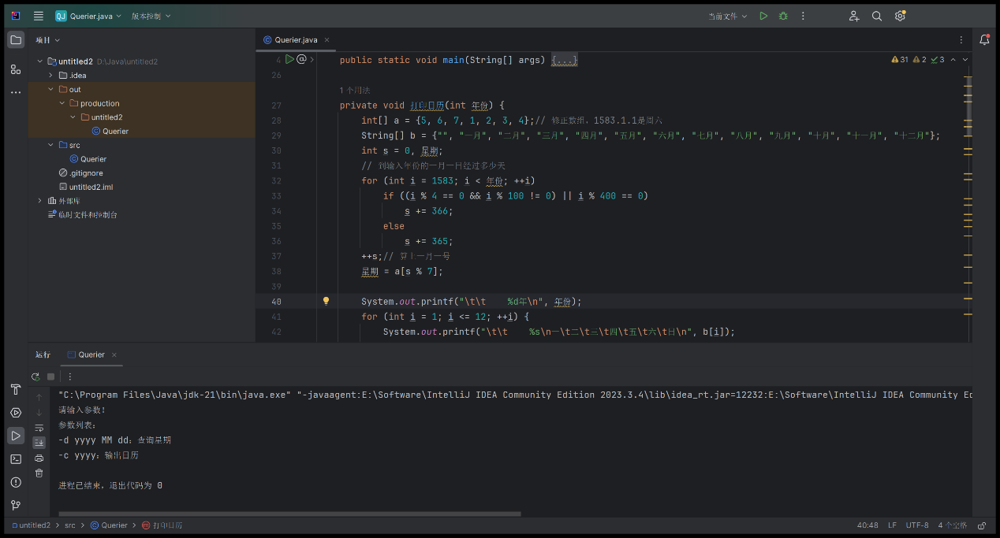 QJ Querier.java 版本控制 当前文件
项目
Querier.java
untitled2 D:\Java\untitled2
.idea
out
production
untitled2
Querier
src
Querier
.gitignore
untitled2.iml
外部库
临时文件和控制台
4 public static void main(String[] args) {...}
31 2 3
26
1个用法
27 private void 打印日历(int 年份) {
28 int[] a = {5, 6, 7, 1, 2, 3, 4};// 修正数组，1583.1.1是周六
29 String[] b = {"", "一月", "二月", "三月", "四月", "五月", "六月", "七月", "八月", "九月", "十月", "十一月", "十二月"};
30 int s = 0, 星期;
31 // 到输入年份的一月一日经过多少天
32 for (int i = 1583; i < 年份; ++i)
33 if ((i % 4 == 0 && i % 100 != 0) || i % 400 == 0)
34 s += 366;
35 else
36 s += 365;
37 ++s;// 算上一月一号
38 星期 = a[s % 7];
39
40 System.out.printf("\t\t    %d年\n", 年份);
41 for (int i = 1; i <= 12; ++i) {
42 System.out.printf("\t\t    %s\n一\t二\t三\t四\t五\t六\t日\n", b[i]);
运行 Querier
"C:\Program Files\Java\jdk-21\bin\java.exe" "-javaagent:E:\Software\IntelliJ IDEA Community Edition 2023.3.4\lib\idea_rt.jar=12232:E:\Software\IntelliJ IDEA Community Ed
请输入参数！
参数列表：
-d yyyy MM dd：查询星期
-c yyyy：输出日历
进程已结束，退出代码为 0
untitled2 > src > Querier > 打印日历 40:48 LF UTF-8 4 个空格